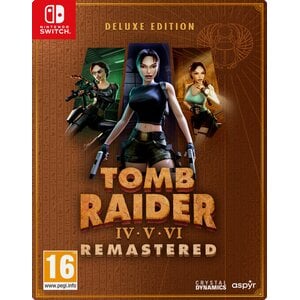 NINTENDO
SWITCH
DELUXE EDITION
TOMB
RAIDER
IV·V·VI
REMASTERED
16
www.pegi.info
CRYSTAL
DYNAMICS
aspyr